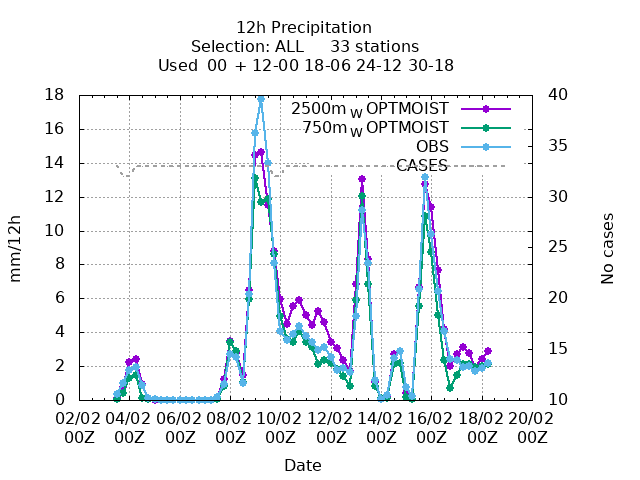 12h Precipitation
Selection: ALL 33 stations
Used 00 + 12-00 18-06 24-12 30-18
18 40
2500m_W OPTMOIST
16
750m_W OPTMOIST
35
OBS
14
CASES
12 30
10
25
8
6 20
4
15
2
0 10
mm/12h
No cases
02/02 04/02 06/02 08/02 10/02 12/02 14/02 16/02 18/02 20/02
00Z 00Z 00Z 00Z 00Z 00Z 00Z 00Z 00Z 00Z
Date